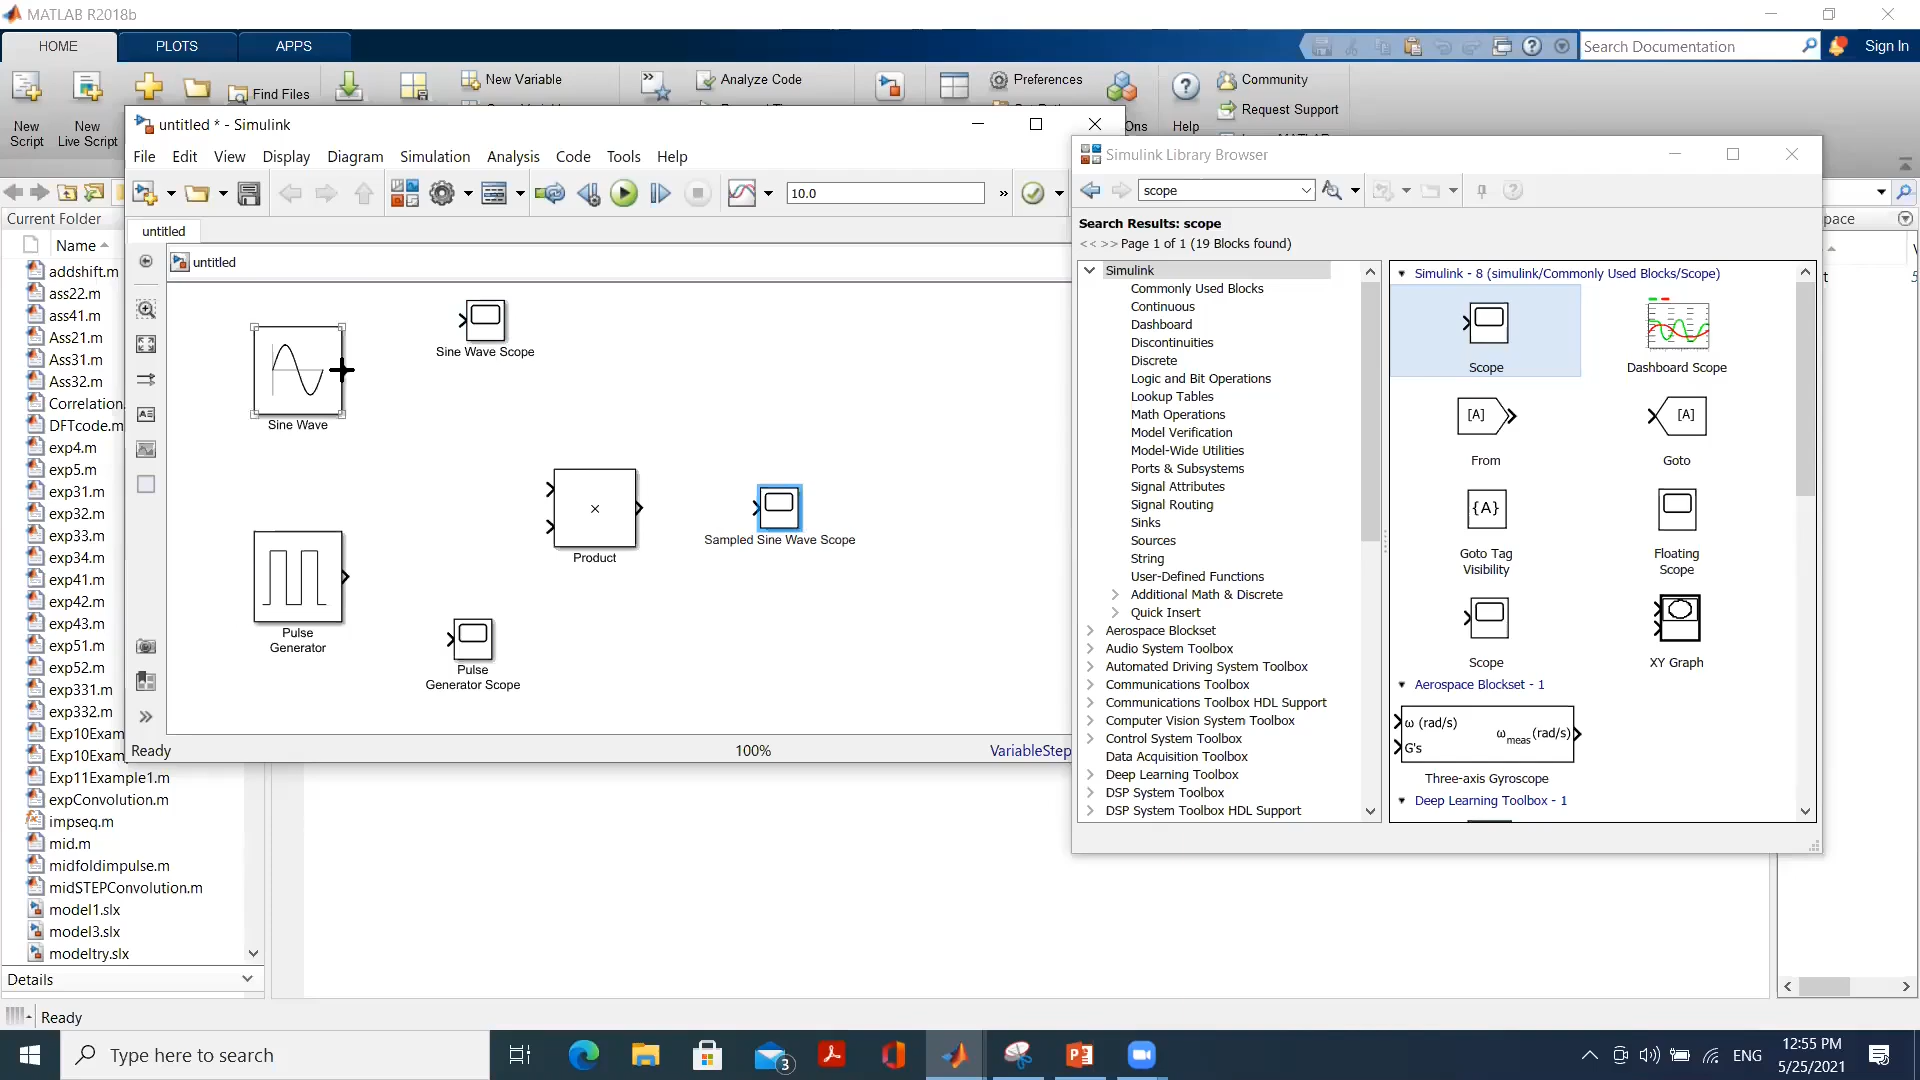 MATLAB R2018b
HOME
PLOTS
APPS
Search Documentation
Sign In
New Script
New Live Script
Find Files
New Variable
Analyze Code
Preferences
Help
Community
Request Support
untitled * - Simulink
File Edit View Display Diagram Simulation Analysis Code Tools Help
10.0
»
untitled
untitled
Current Folder
Name
addshift.m
ass22.m
ass41.m
Ass21.m
Ass31.m
Ass32.m
Correlation.
DFTcode.m
exp4.m
exp5.m
exp31.m
exp32.m
exp33.m
exp34.m
exp41.m
exp42.m
exp43.m
exp51.m
exp52.m
exp331.m
exp332.m
Exp10Exam
Exp10Exam
Exp11Example1.m
expConvolution.m
impseq.m
mid.m
midfoldimpulse.m
midSTEPConvolution.m
model1.slx
model3.slx
modeltry.slx
Details
Ready
Sine Wave
Sine Wave Scope
Product
Sampled Sine Wave Scope
Pulse
Generator
Pulse
Generator Scope
Ready
100%
VariableStep
Simulink Library Browser
scope
Search Results: scope
<< >> Page 1 of 1 (19 Blocks found)
Simulink
Commonly Used Blocks
Continuous
Dashboard
Discontinuities
Discrete
Logic and Bit Operations
Lookup Tables
Math Operations
Model Verification
Model-Wide Utilities
Ports & Subsystems
Signal Attributes
Signal Routing
Sinks
Sources
String
User-Defined Functions
Additional Math & Discrete
Quick Insert
Aerospace Blockset
Audio System Toolbox
Automated Driving System Toolbox
Communications Toolbox
Communications Toolbox HDL Support
Computer Vision System Toolbox
Control System Toolbox
Data Acquisition Toolbox
Deep Learning Toolbox
DSP System Toolbox
DSP System Toolbox HDL Support
Simulink - 8 (simulink/Commonly Used Blocks/Scope)
Scope
Dashboard Scope
[A]
From
[A]
Goto
{A}
Goto Tag
Visibility
Floating
Scope
Scope
XY Graph
Aerospace Blockset - 1
ω (rad/s)
G's
ωmeas(rad/s)
Three-axis Gyroscope
Deep Learning Toolbox - 1
pace
Type here to search
3
ENG
12:55 PM
5/25/2021